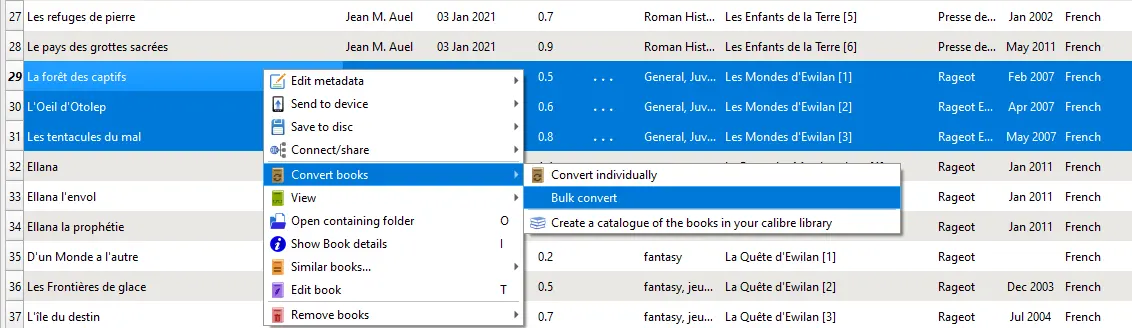 27 Les refuges de pierre Jean M. Auel 03 Jan 2021 0.7 Roman Hist... Les Enfants de la Terre [5] Presse de... Jan 2002 French
28 Le pays des grottes sacrées Jean M. Auel 03 Jan 2021 0.9 Roman Hist... Les Enfants de la Terre [6] Presse de... May 2011 French
29 La forêt des captifs 0.5 ... General, Juv... Les Mondes d'Ewilan [1] Rageot Feb 2007 French
Edit metadata
30 L'Oeil d'Otolep 0.6 ... General, Juv... Les Mondes d'Ewilan [2] Rageot E... Apr 2007 French
Send to device
Save to disc
31 Les tentacules du mal 0.8 ... General, Juv... Les Mondes d'Ewilan [3] Rageot E... May 2007 French
Connect/share
32 Ellana Rageot Jan 2011 French
Convert books Convert individually
33 Ellana l'envol Rageot Jan 2011 French
View Bulk convert
34 Ellana la prophétie Rageot Jan 2011 French
Open containing folder O Create a catalogue of the books in your calibre library
Show Book details I
35 D'un Monde a l'autre 0.2 fantasy La Quête d'Ewilan [1] French
Similar books...
36 Les Frontières de glace 0.5 fantasy, jeu... La Quête d'Ewilan [2] Rageot Dec 2003 French
Edit book T
37 L'île du destin 0.7 fantasy, jeu... La Quête d'Ewilan [3] Rageot Jul 2004 French
Remove books